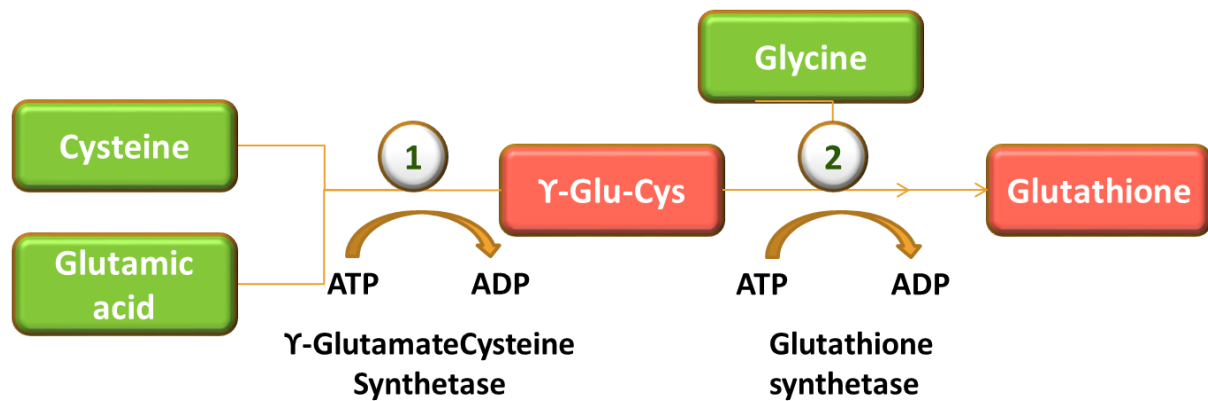 Glycine
Cysteine
1
2
ϒ-Glu-Cys
Glutathione
Glutamic
acid
ATP
ADP
ATP
ADP
ϒ-GlutamateCysteine
Synthetase
Glutathione
synthetase